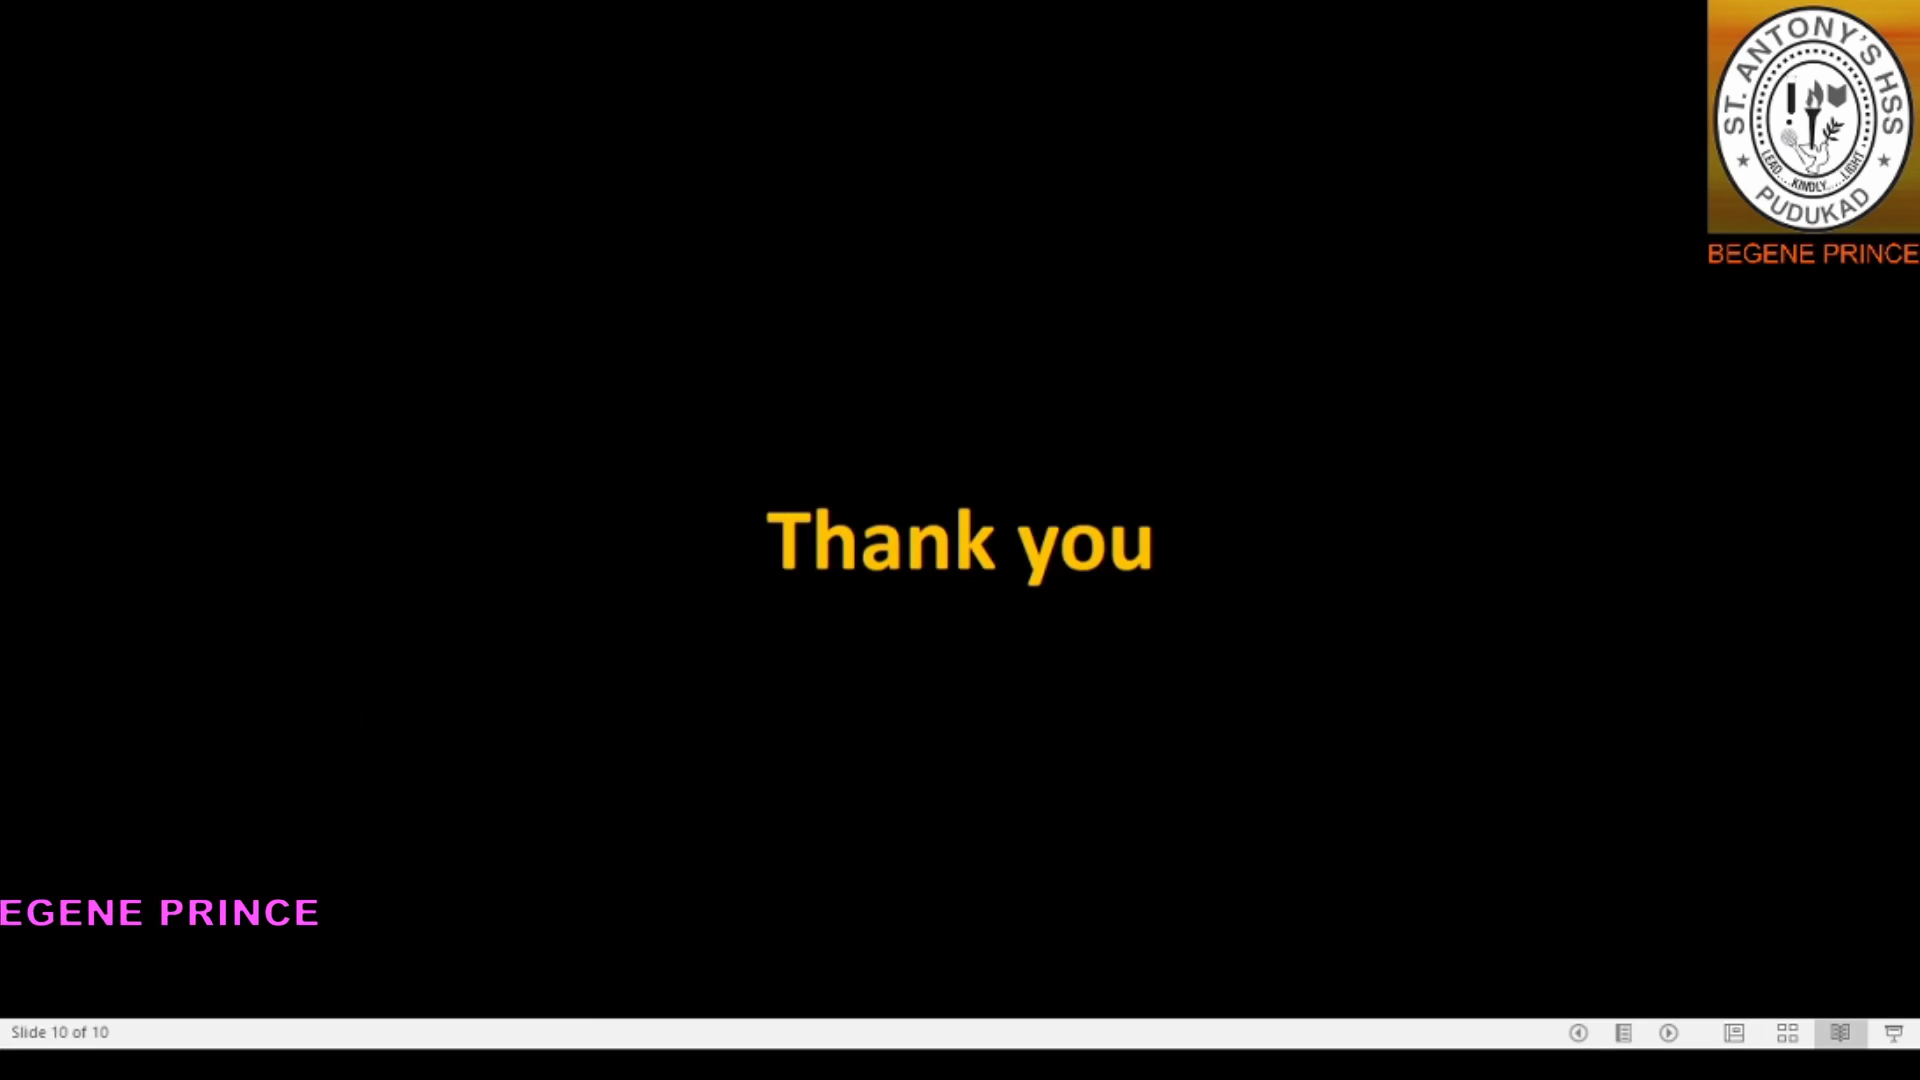 ST. ANTONY'S HSS
LEAD....KINDLY.....LIGHT
PUDUKAD
BEGENE PRINCE
Thank you
EGENE PRINCE
Slide 10 of 10